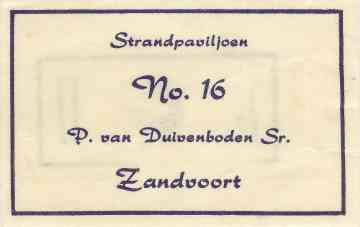 Strandpaviljoen
No. 16
P. van Duivenboden Sr.
Zandvoort